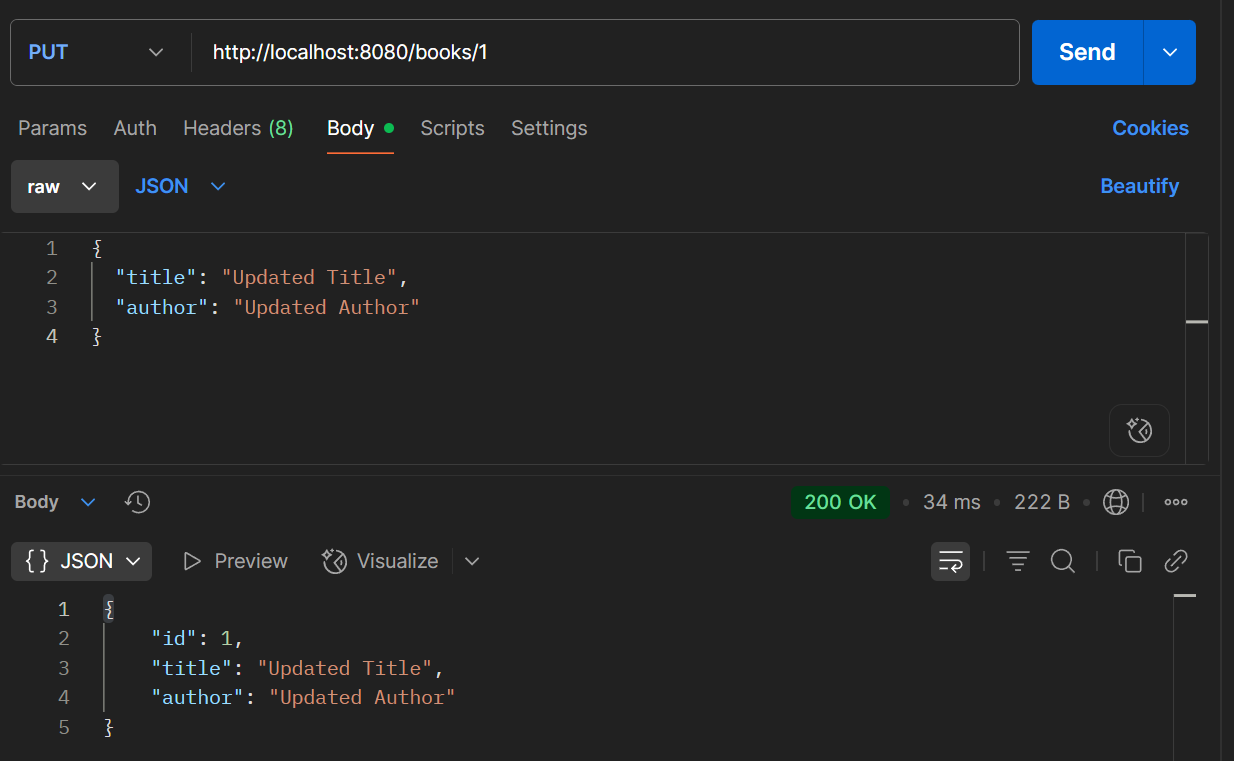 PUT http://localhost:8080/books/1 Send
Params Auth Headers (8) Body Scripts Settings Cookies
raw JSON Beautify
1 {
2 "title": "Updated Title",
3 "author": "Updated Author"
4 }
Body 200 OK 34 ms 222 B
{} JSON Preview Visualize
1 {
2 "id": 1,
3 "title": "Updated Title",
4 "author": "Updated Author"
5 }